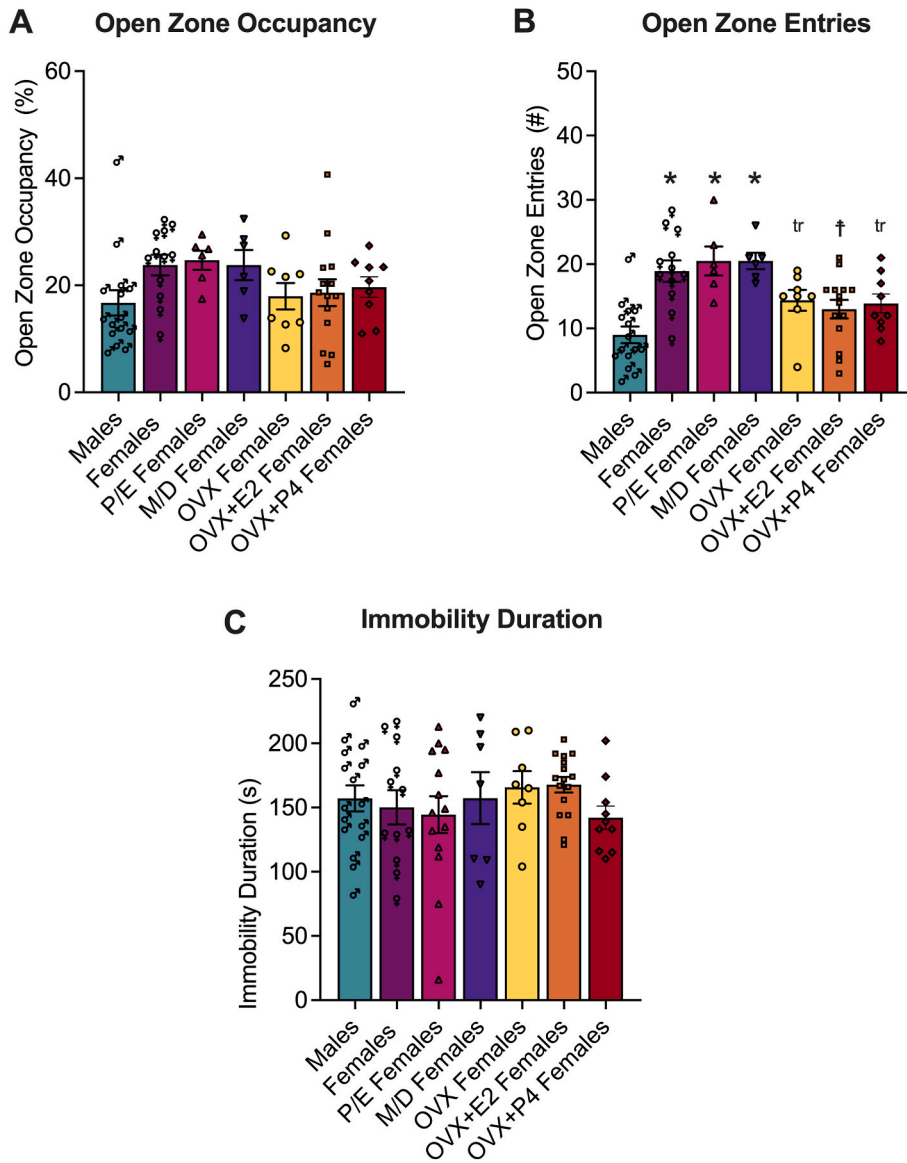 A Open Zone Occupancy
Open Zone Occupancy (%)
60
40
20
0
Males
Females
P/E Females
M/D Females
OVX Females
OVX+E2 Females
OVX+P4 Females
B Open Zone Entries
Open Zone Entries (#)
50
40
30
20
10
0
* * * tr † tr
Males
Females
P/E Females
M/D Females
OVX Females
OVX+E2 Females
OVX+P4 Females
C Immobility Duration
Immobility Duration (s)
250
200
150
100
50
0
Males
Females
P/E Females
M/D Females
OVX Females
OVX+E2 Females
OVX+P4 Females